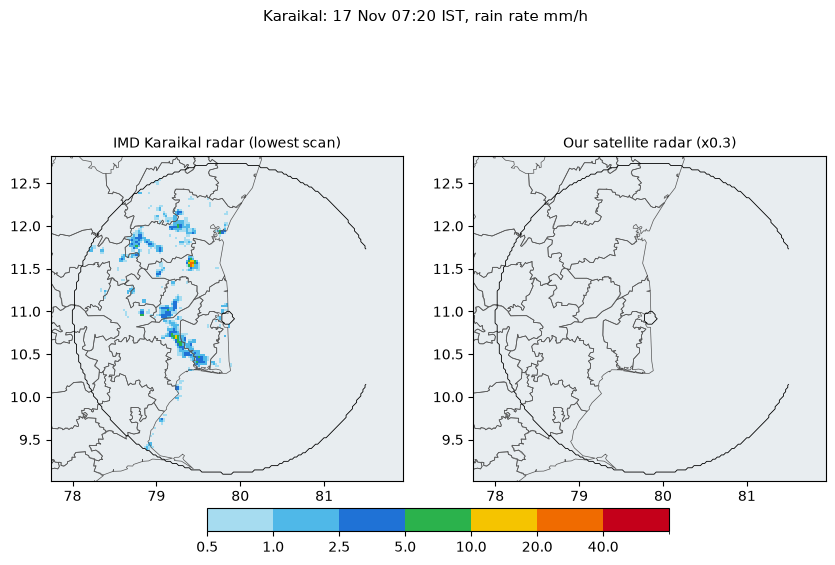 Karaikal: 17 Nov 07:20 IST, rain rate mm/h
IMD Karaikal radar (lowest scan)
Our satellite radar (x0.3)
12.5
12.0
11.5
11.0
10.5
10.0
9.5
78 79 80 81
12.5
12.0
11.5
11.0
10.5
10.0
9.5
78 79 80 81
0.5 1.0 2.5 5.0 10.0 20.0 40.0